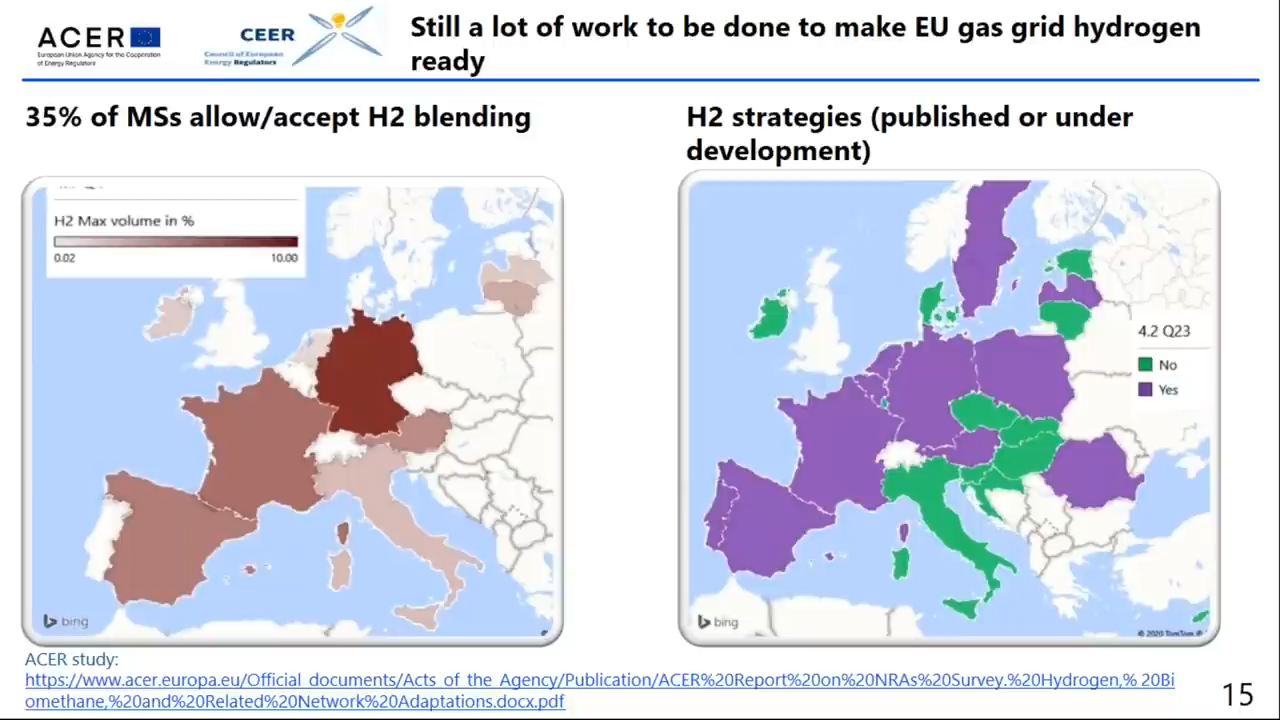 ACER
European Union Agency for the Cooperation
of Energy Regulators
CEER
Council of European
Energy Regulators
Still a lot of work to be done to make EU gas grid hydrogen
ready
35% of MSs allow/accept H2 blending
H2 strategies (published or under
development)
H2 Max volume in %
0.02
10.00
bing
4.2 Q23
No
Yes
bing
© 2020 TomTom ©
ACER study:
https://www.acer.europa.eu/Official_documents/Acts_of_the_Agency/Publication/ACER%20Report%20on%20NRAs%20Survey.%20Hydrogen,%20Bi
omethane,%20and%20Related%20Network%20Adaptations.docx.pdf
15